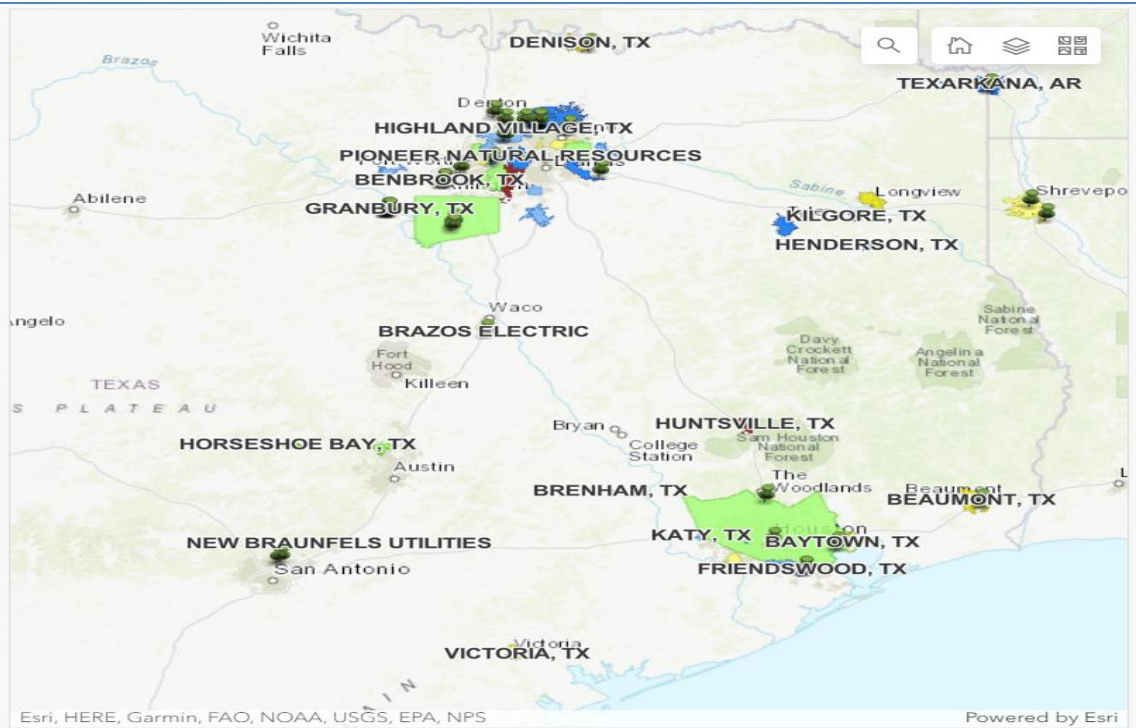 Wichita
Falls
DENISON, TX
Brazos
TEXARKANA, AR
HIGHLAND VILLAGE, TX
PIONEER NATURAL RESOURCES
BENBROOK, TX
Abilene
Sabine
Longview
Shrevepo
GRANBURY, TX
KILGORE, TX
HENDERSON, TX
Waco
ngelo
BRAZOS ELECTRIC
Sabine
National
Forest
Fort
Hood
Davy
Crockett
National
Forest
Angelina
National
Forest
Killeen
TEXAS
S PLATEAU
HUNTSVILLE, TX
Bryan
College
Station
Sam Houston
National
Forest
HORSESHOE BAY, TX
Austin
The
Woodlands
BRENHAM, TX
Beaumont
BEAUMONT, TX
KATY, TX
Houston
BAYTOWN, TX
NEW BRAUNFELS UTILITIES
San Antonio
FRIENDSWOOD, TX
Victoria
VICTORIA, TX
AIN
Esri, HERE, Garmin, FAO, NOAA, USGS, EPA, NPS
Powered by Esri